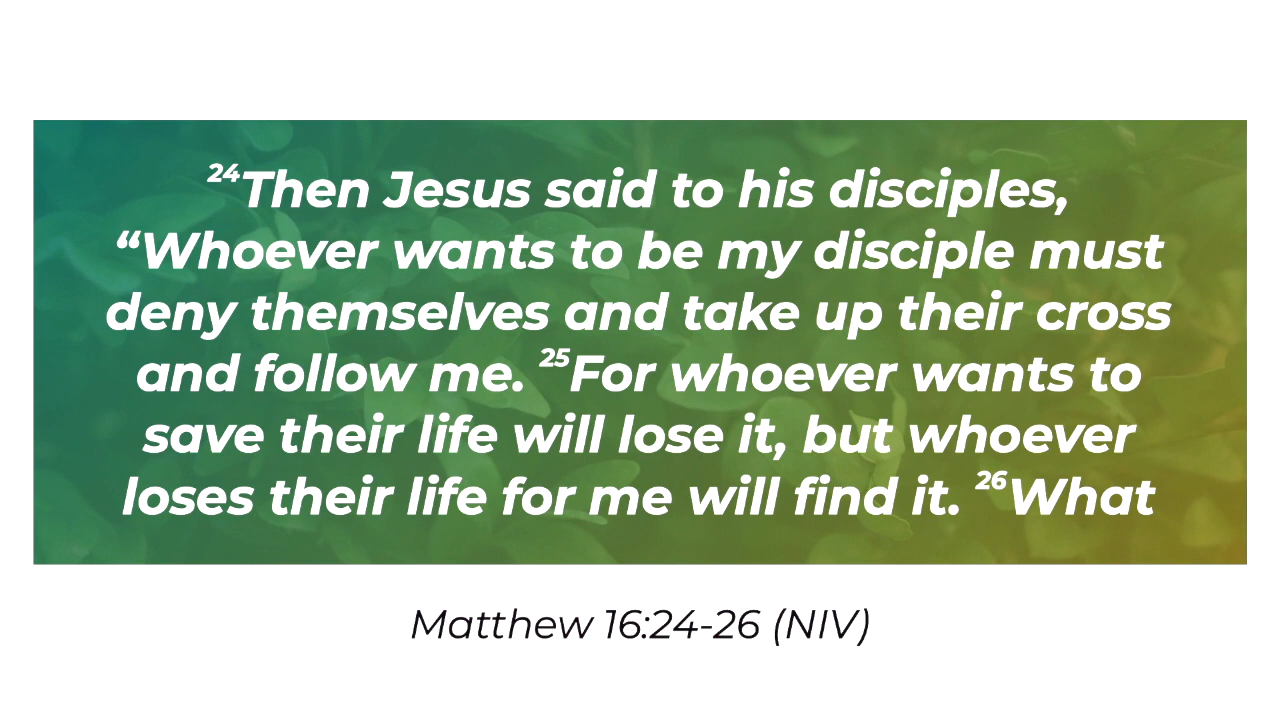 24Then Jesus said to his disciples,
“Whoever wants to be my disciple must
deny themselves and take up their cross
and follow me. 25For whoever wants to
save their life will lose it, but whoever
loses their life for me will find it. 26What
Matthew 16:24-26 (NIV)